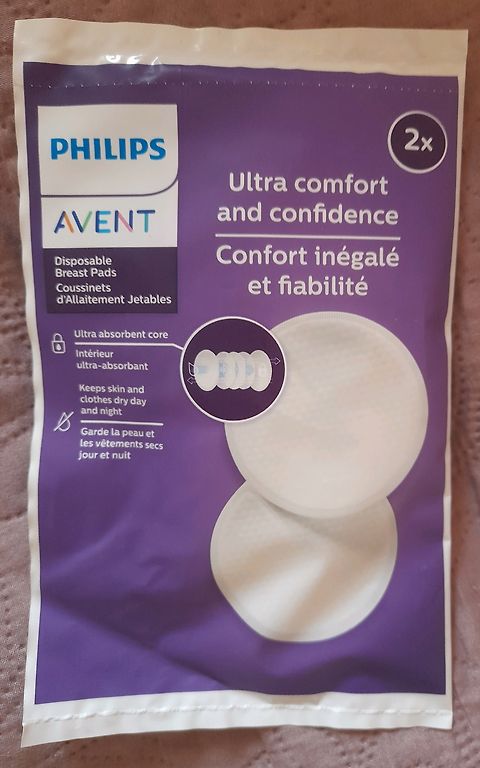 PHILIPS
AVENT
Disposable
Breast Pads
Coussinets
d'Allaitement Jetables
2x
Ultra comfort
and confidence
Confort inégalé
et fiabilité
Ultra absorbent core
Intérieur
ultra-absorbant
Keeps skin and
clothes dry day
and night
Garde la peau et
les vêtements secs
jour et nuit